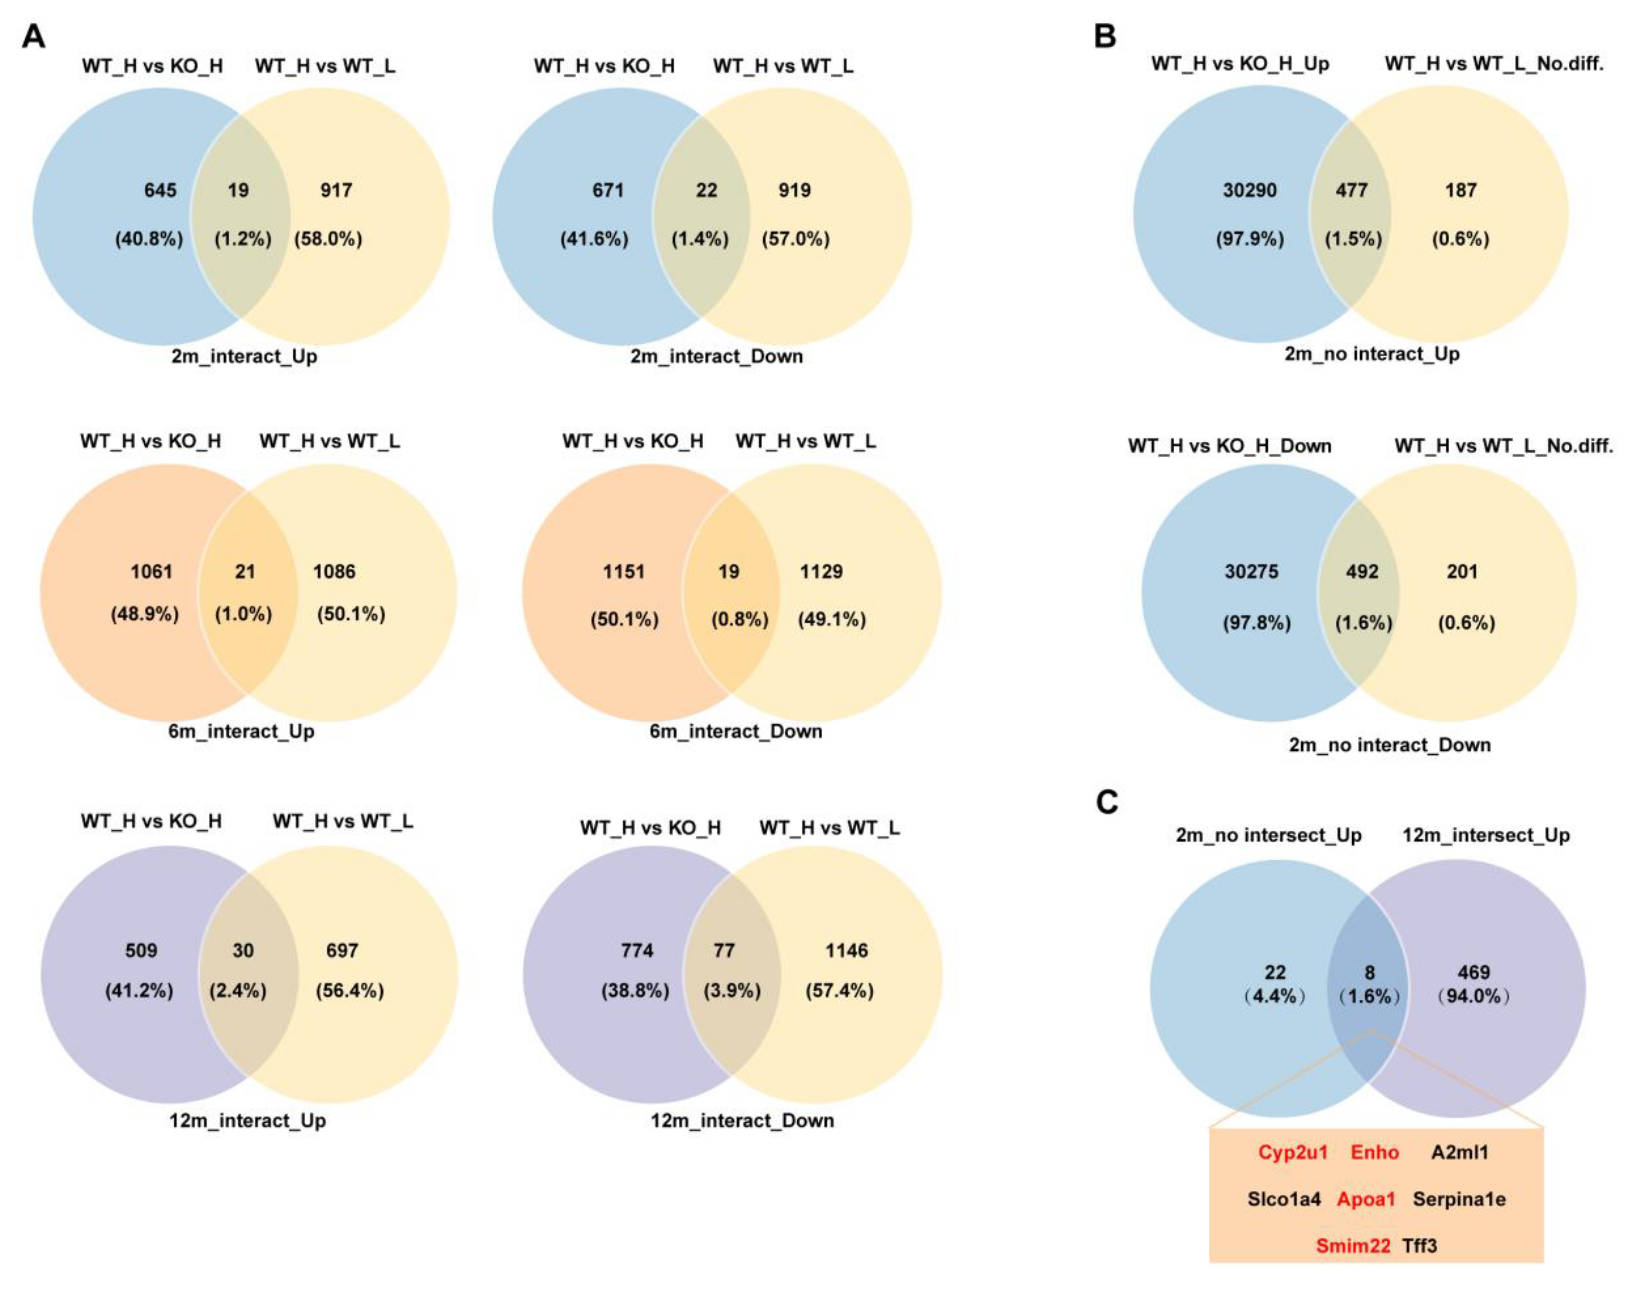 A
WT_H vs KO_H
WT_H vs WT_L
645
19
917
(40.8%)
(1.2%)
(58.0%)
2m_interact_Up
WT_H vs KO_H
WT_H vs WT_L
671
22
919
(41.6%)
(1.4%)
(57.0%)
2m_interact_Down
WT_H vs KO_H
WT_H vs WT_L
1061
21
1086
(48.9%)
(1.0%)
(50.1%)
6m_interact_Up
WT_H vs KO_H
WT_H vs WT_L
1151
19
1129
(50.1%)
(0.8%)
(49.1%)
6m_interact_Down
WT_H vs KO_H
WT_H vs WT_L
509
30
697
(41.2%)
(2.4%)
(56.4%)
12m_interact_Up
WT_H vs KO_H
WT_H vs WT_L
774
77
1146
(38.8%)
(3.9%)
(57.4%)
12m_interact_Down
B
WT_H vs KO_H_Up
WT_H vs WT_L_No.diff.
30290
477
187
(97.9%)
(1.5%)
(0.6%)
2m_no interact_Up
WT_H vs KO_H_Down
WT_H vs WT_L_No.diff.
30275
492
201
(97.8%)
(1.6%)
(0.6%)
2m_no interact_Down
C
2m_no intersect_Up
12m_intersect_Up
22
8
469
(4.4%)
(1.6%)
(94.0%)
Cyp2u1 Enho A2ml1
Slco1a4 Apoa1 Serpina1e
Smim22 Tff3